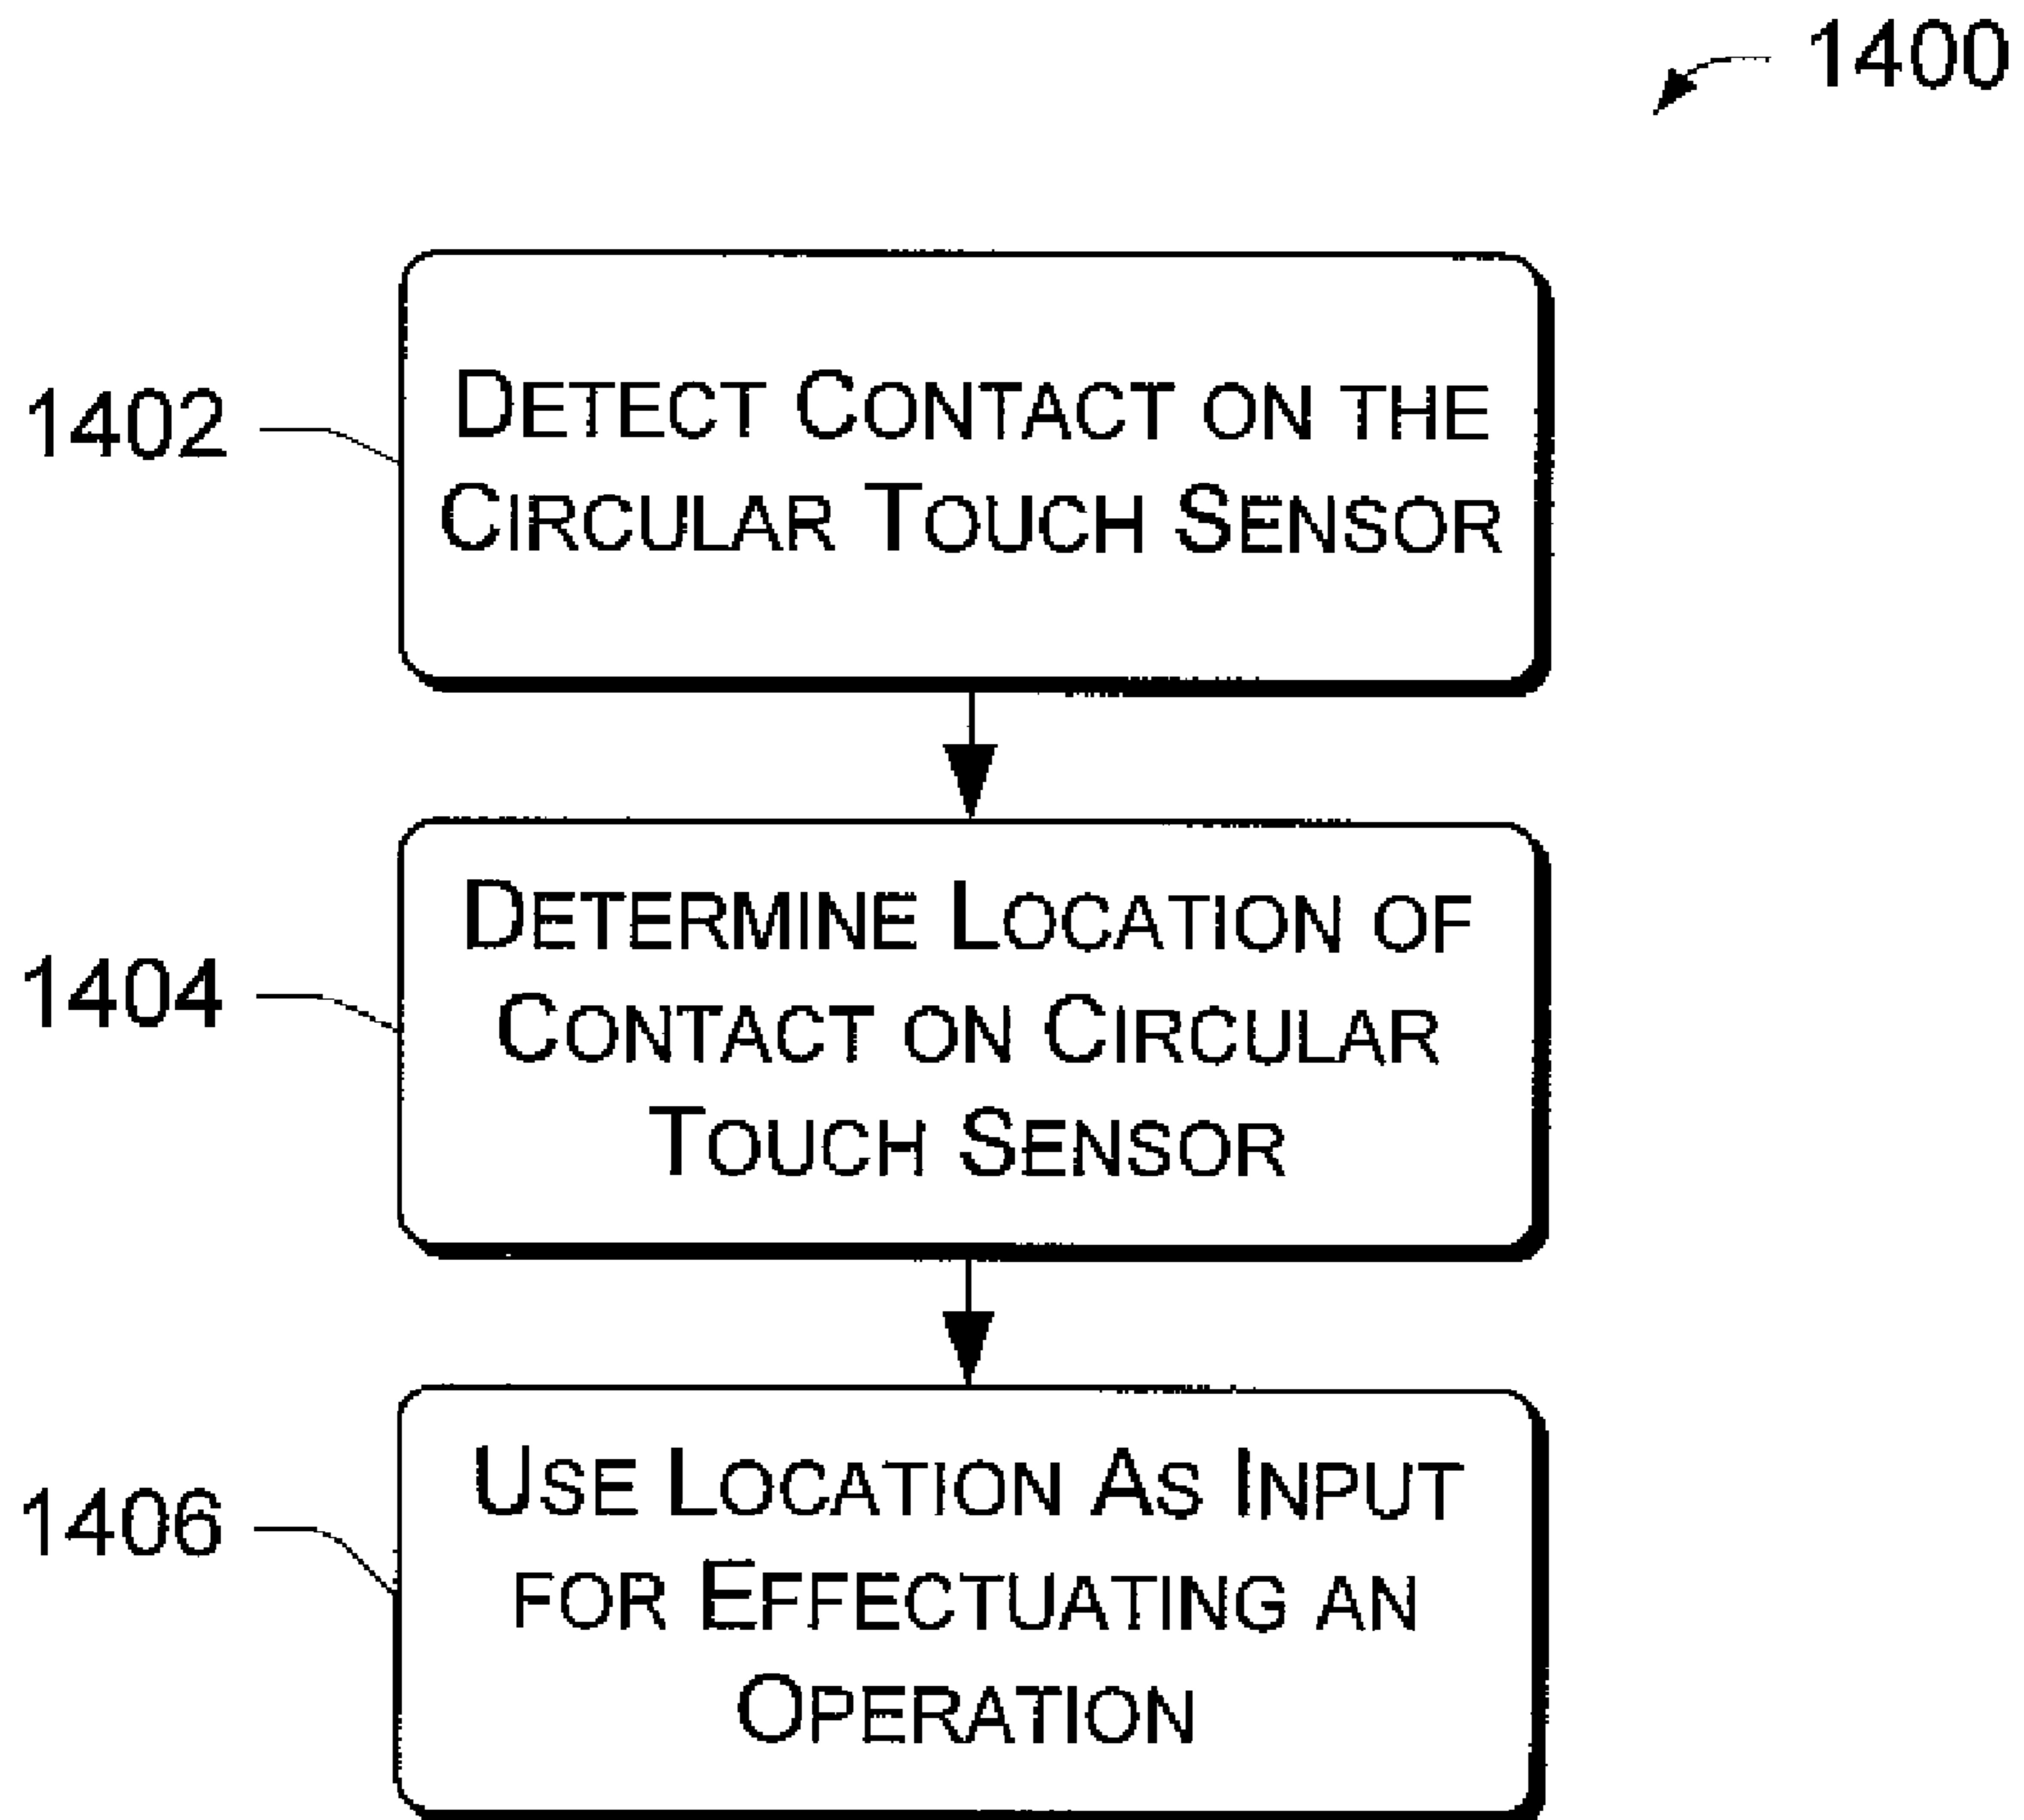 1400
1402
DETECT CONTACT ON THE
CIRCULAR TOUCH SENSOR
1404
DETERMINE LOCATION OF
CONTACT ON CIRCULAR
TOUCH SENSOR
1406
USE LOCATION AS INPUT
FOR EFFECTUATING AN
OPERATION